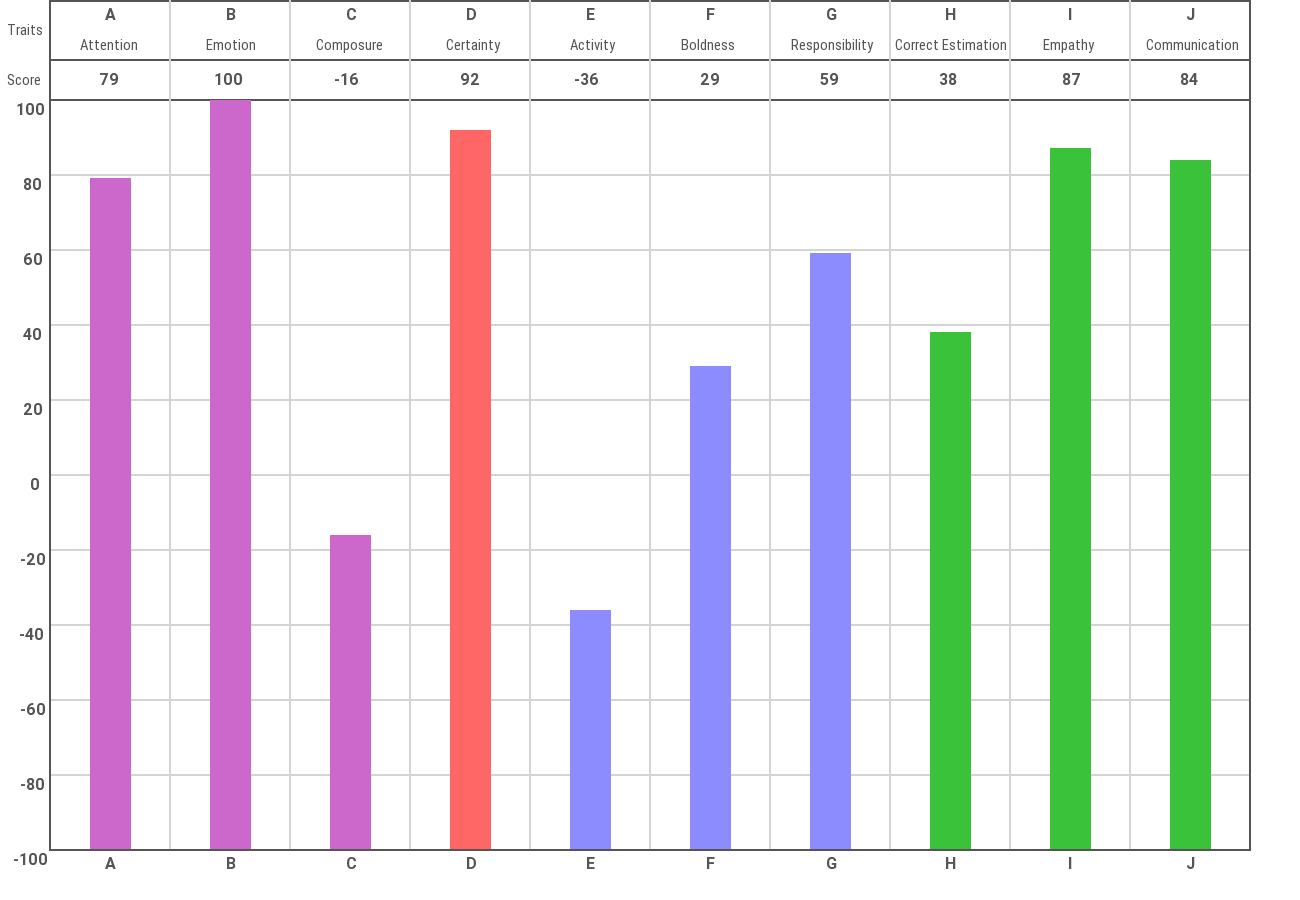 Traits A B C D E F G H I J
Attention Emotion Composure Certainty Activity Boldness Responsibility Correct Estimation Empathy Communication
Score 79 100 -16 92 -36 29 59 38 87 84
100
80
60
40
20
0
-20
-40
-60
-80
-100
A B C D E F G H I J